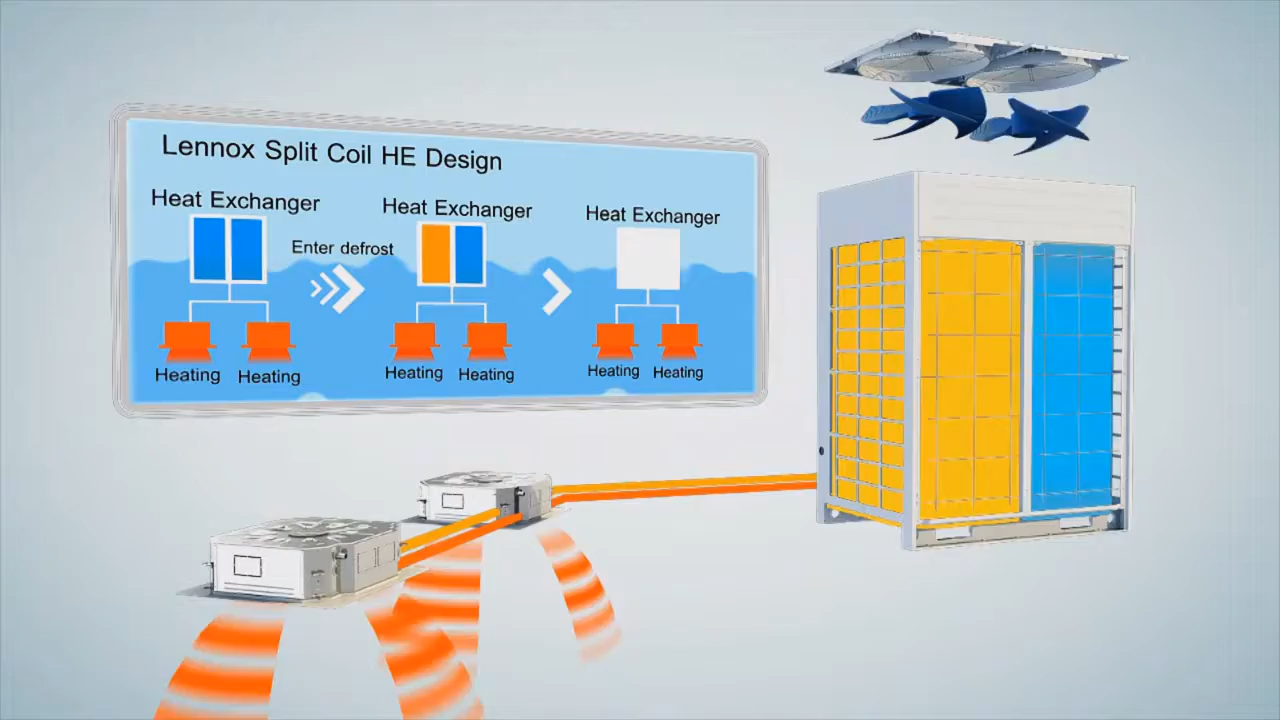 Lennox Split Coil HE Design
Heat Exchanger
Heat Exchanger
Heat Exchanger
Enter defrost
Heating
Heating
Heating
Heating
Heating
Heating